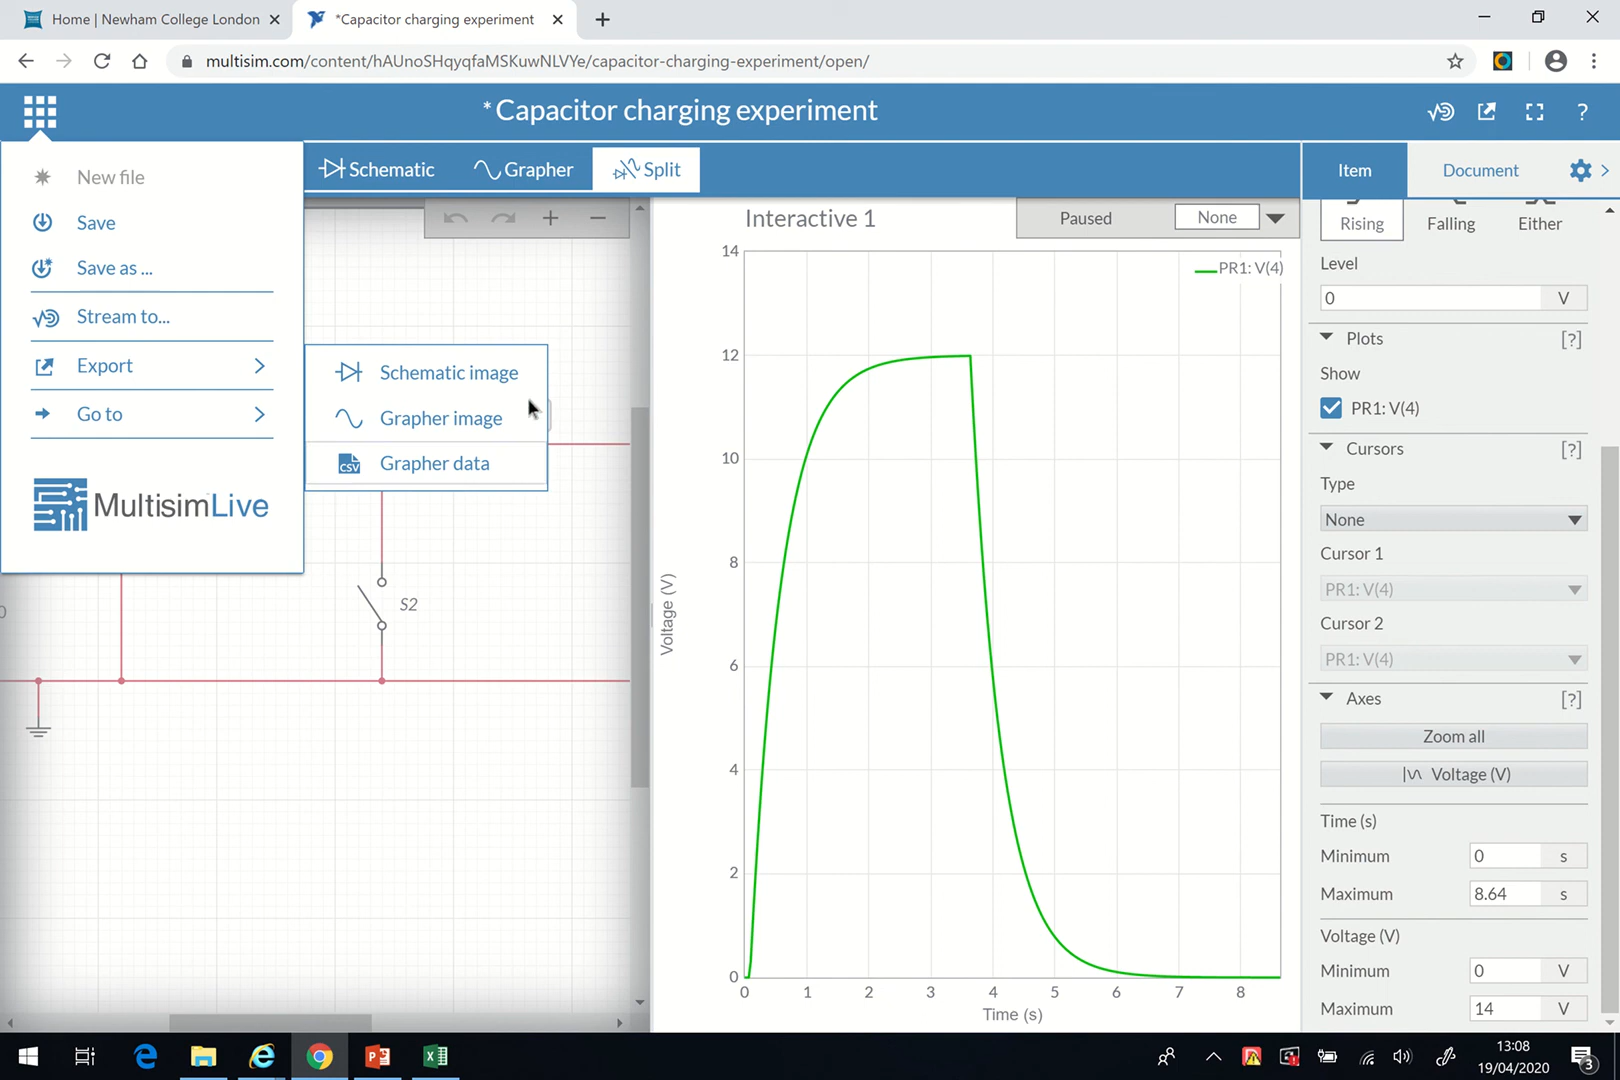 Home | Newham College London
*Capacitor charging experiment
multisim.com/content/hAUnoSHqyqfaMSKuwNLVYe/capacitor-charging-experiment/open/
* Capacitor charging experiment
?
New file
Save
Save as ...
Stream to...
Export
Go to
MultisimLive
Schematic
Grapher
Split
Schematic image
Grapher image
CSV
Grapher data
S2
Interactive 1
Paused
None
PR1: V(4)
14
12
10
8
6
4
2
0
Voltage (V)
0 1 2 3 4 5 6 7 8
Time (s)
Item
Document
Rising
Falling
Either
Level
0 V
Plots [?]
Show
PR1: V(4)
Cursors [?]
Type
None
Cursor 1
PR1: V(4)
Cursor 2
PR1: V(4)
Axes [?]
Zoom all
Voltage (V)
Time (s)
Minimum 0 s
Maximum 8.64 s
Voltage (V)
Minimum 0 V
Maximum 14 V
13:08
19/04/2020
3